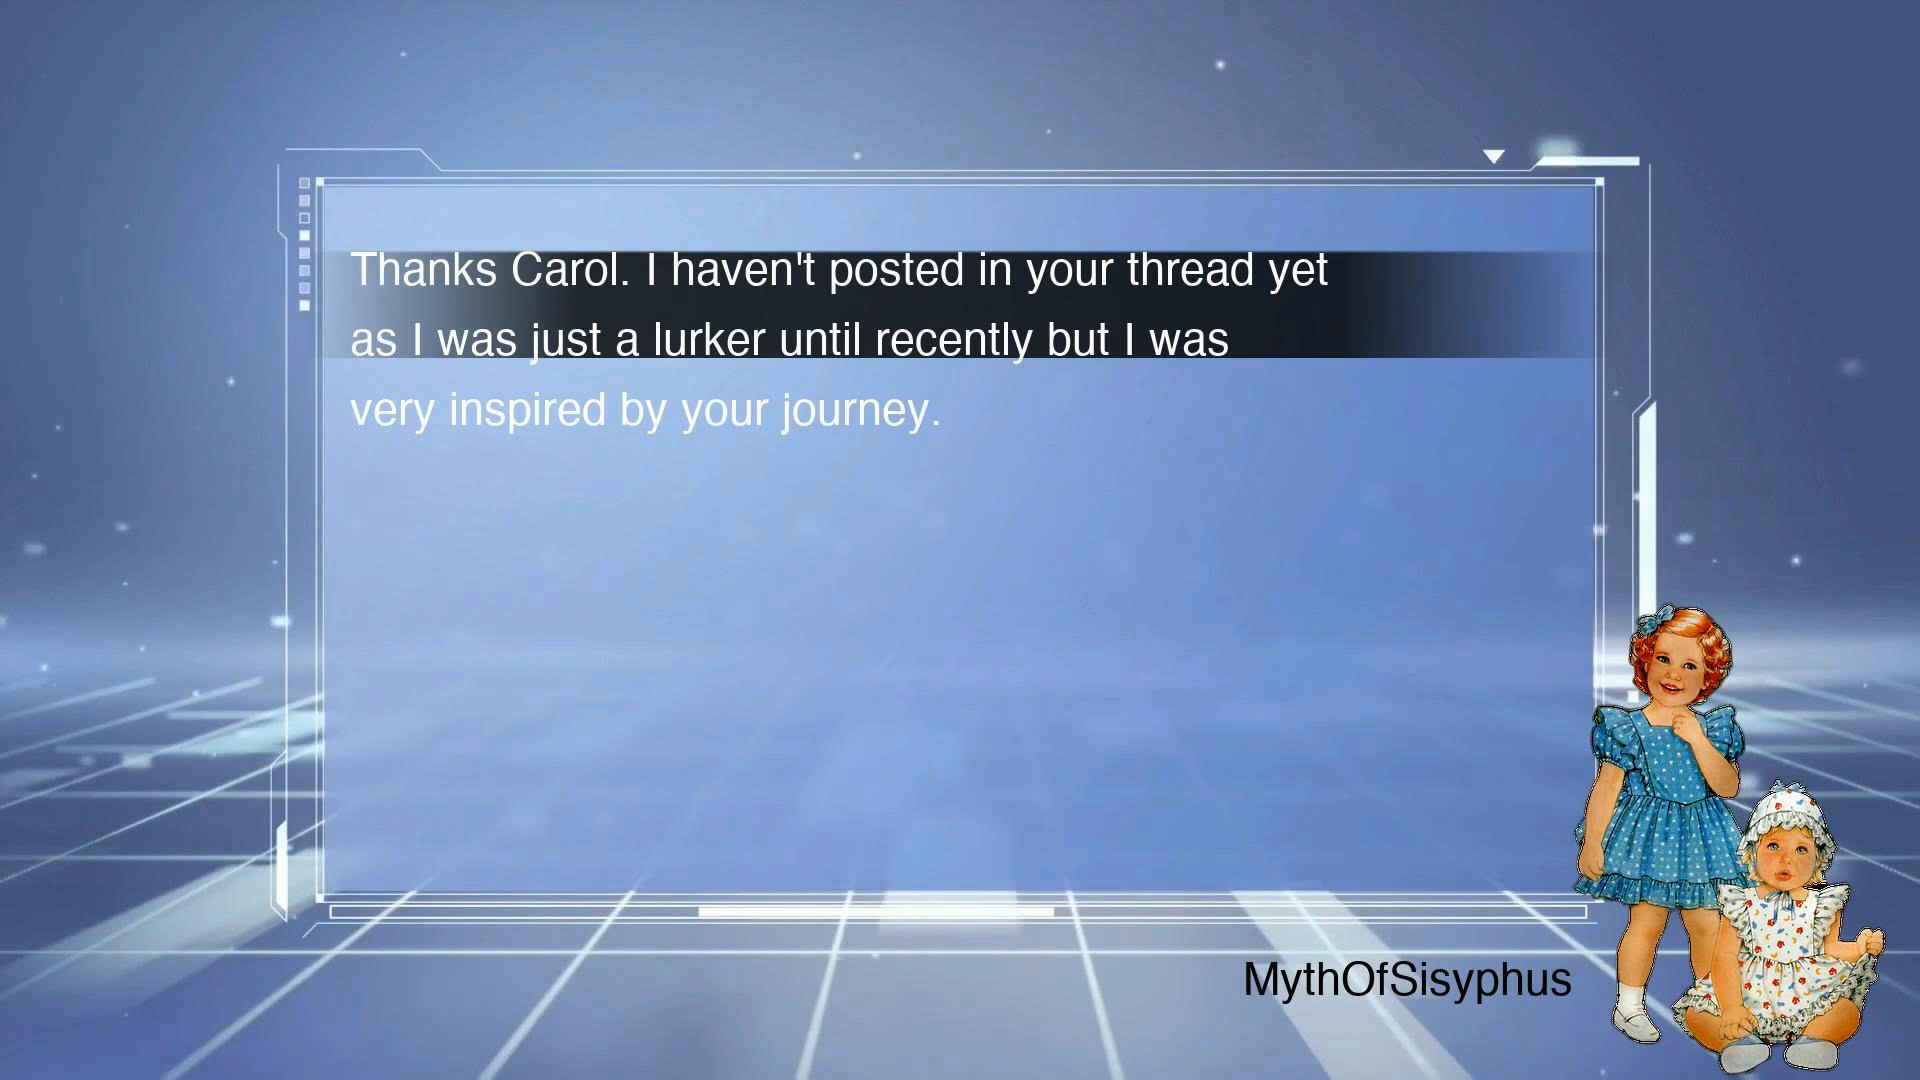 Thanks Carol. I haven't posted in your thread yet
as I was just a lurker until recently but I was
very inspired by your journey.
MythOfSisyphus